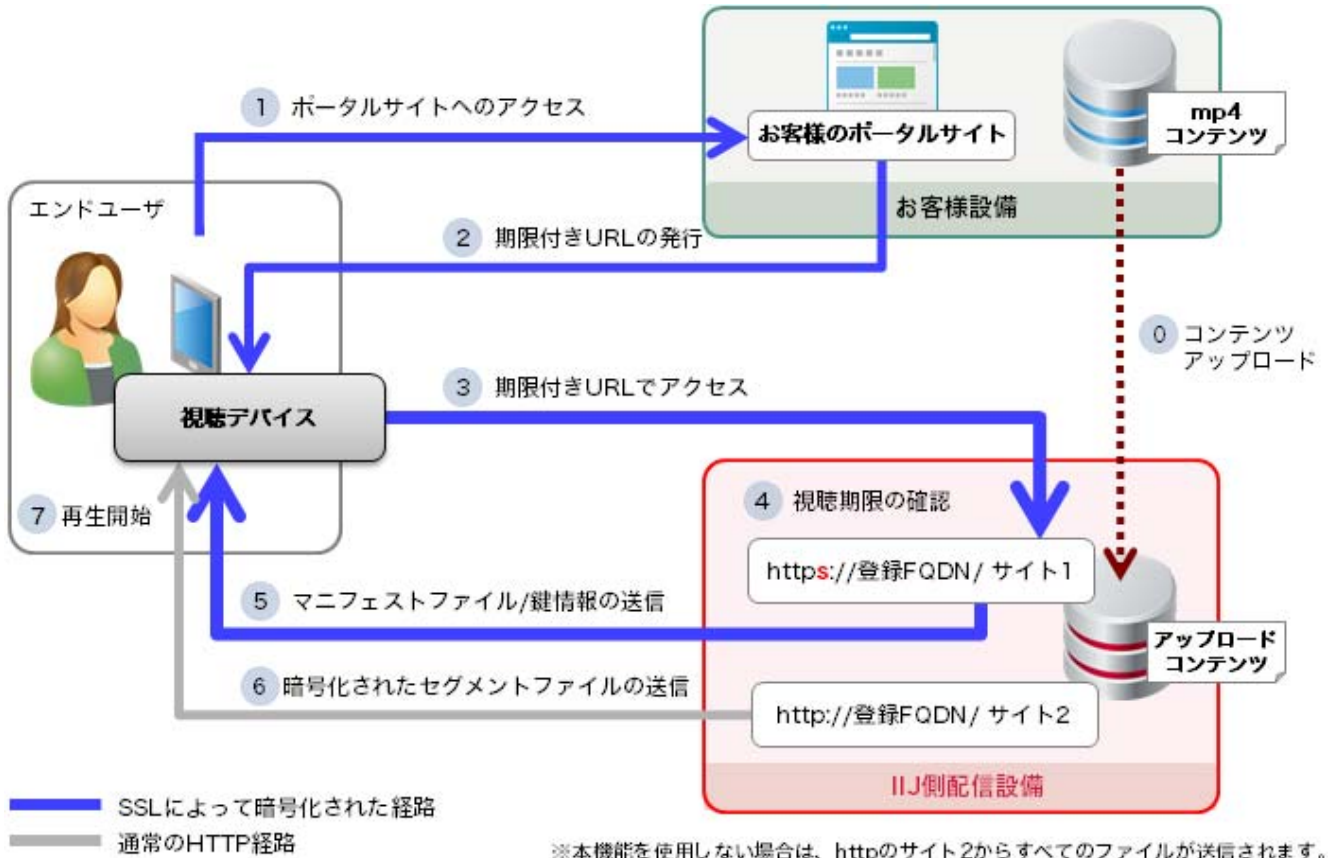 1 ポータルサイトへのアクセス
お客様のポータルサイト
mp4
コンテンツ
お客様設備
エンドユーザ
2 期限付きURLの発行
0 コンテンツ
アップロード
3 期限付きURLでアクセス
視聴デバイス
4 視聴期限の確認
7 再生開始
https://登録FQDN/ サイト1
5 マニフェストファイル/鍵情報の送信
アップロード
コンテンツ
6 暗号化されたセグメントファイルの送信
http://登録FQDN/ サイト2
IIJ側配信設備
SSLによって暗号化された経路
通常のHTTP経路
※本機能を使用しない場合は、httpのサイト2からすべてのファイルが送信されます。